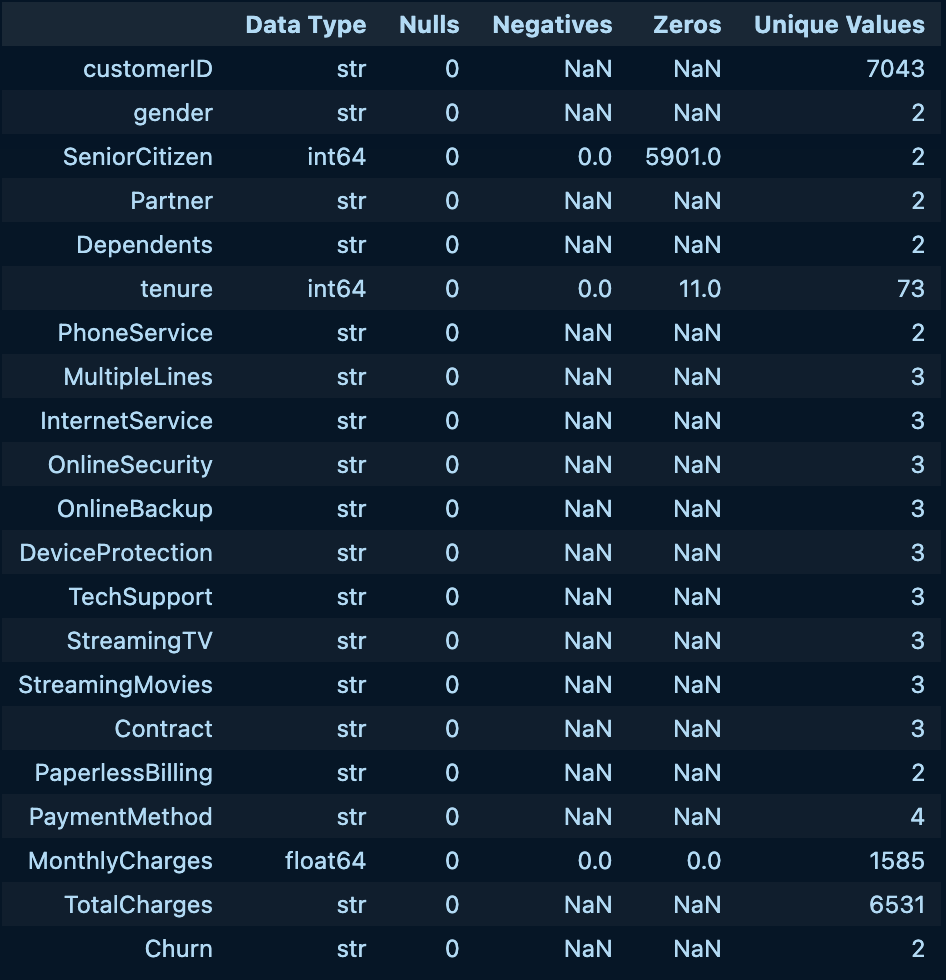 Data Type Nulls Negatives Zeros Unique Values
customerID str 0 NaN NaN 7043
gender str 0 NaN NaN 2
SeniorCitizen int64 0 0.0 5901.0 2
Partner str 0 NaN NaN 2
Dependents str 0 NaN NaN 2
tenure int64 0 0.0 11.0 73
PhoneService str 0 NaN NaN 2
MultipleLines str 0 NaN NaN 3
InternetService str 0 NaN NaN 3
OnlineSecurity str 0 NaN NaN 3
OnlineBackup str 0 NaN NaN 3
DeviceProtection str 0 NaN NaN 3
TechSupport str 0 NaN NaN 3
StreamingTV str 0 NaN NaN 3
StreamingMovies str 0 NaN NaN 3
Contract str 0 NaN NaN 3
PaperlessBilling str 0 NaN NaN 2
PaymentMethod str 0 NaN NaN 4
MonthlyCharges float64 0 0.0 0.0 1585
TotalCharges str 0 NaN NaN 6531
Churn str 0 NaN NaN 2